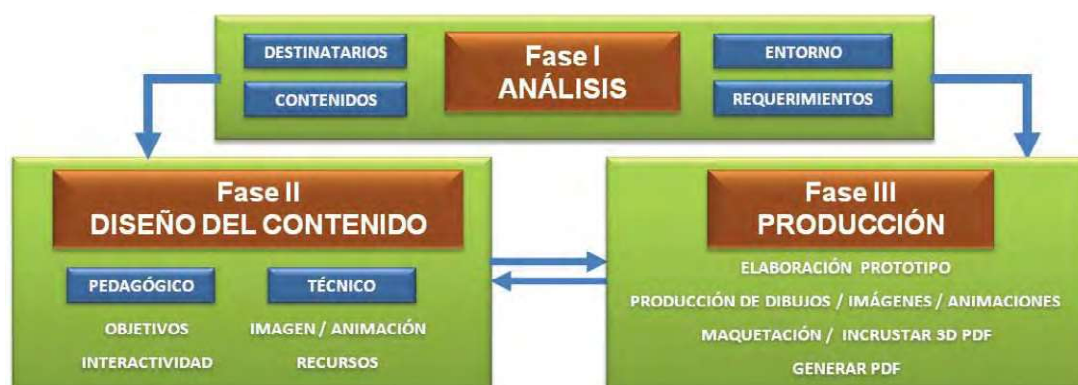 DESTINATARIOS
CONTENIDOS
Fase I
ANÁLISIS
ENTORNO
REQUERIMIENTOS
Fase II
DISEÑO DEL CONTENIDO
PEDAGÓGICO
OBJETIVOS
INTERACTIVIDAD
TÉCNICO
IMAGEN / ANIMACIÓN
RECURSOS
Fase III
PRODUCCIÓN
ELABORACIÓN PROTOTIPO
PRODUCCIÓN DE DIBUJOS / IMÁGENES / ANIMACIONES
MAQUETACIÓN / INCRUSTAR 3D PDF
GENERAR PDF